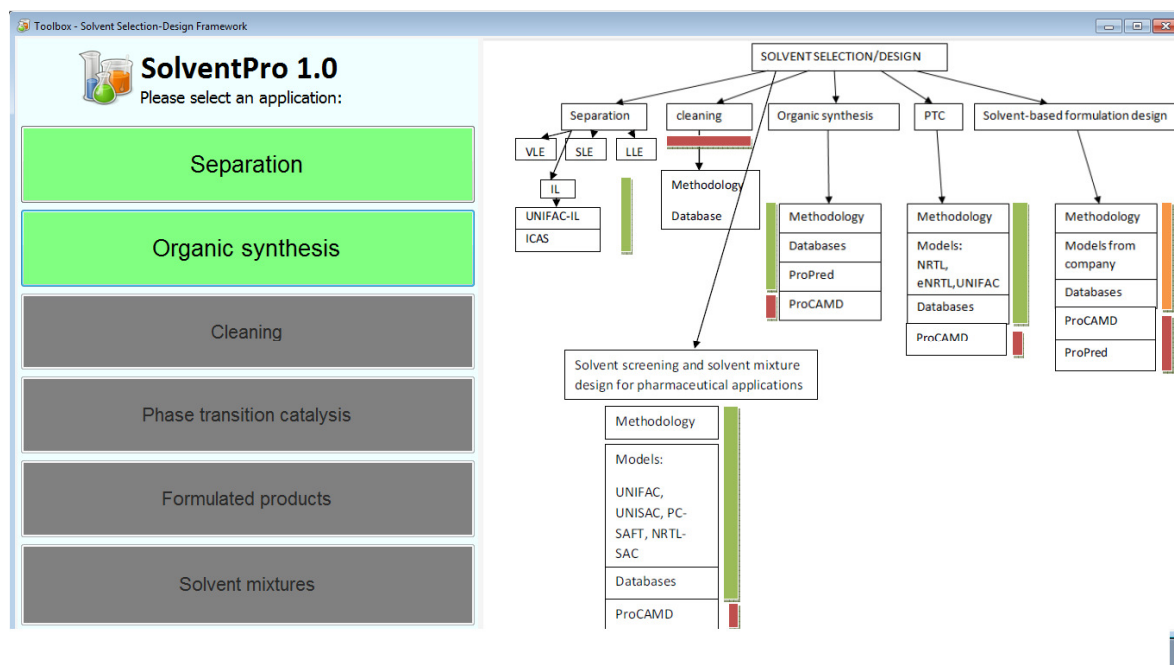 Toolbox - Solvent Selection-Design Framework
SolventPro 1.0
Please select an application:
Separation
Organic synthesis
Cleaning
Phase transition catalysis
Formulated products
Solvent mixtures
SOLVENT SELECTION/DESIGN
Separation
cleaning
Organic synthesis
PTC
Solvent-based formulation design
VLE
SLE
LLE
IL
UNIFAC-IL
ICAS
Methodology
Database
Methodology
Databases
ProPred
ProCAMD
Methodology
Models:
NRTL,
eNRTL,UNIFAC
Databases
ProCAMD
Methodology
Models from
company
Databases
ProCAMD
ProPred
Solvent screening and solvent mixture
design for pharmaceutical applications
Methodology
Models:
UNIFAC,
UNISAC, PC-
SAFT, NRTL-
SAC
Databases
ProCAMD